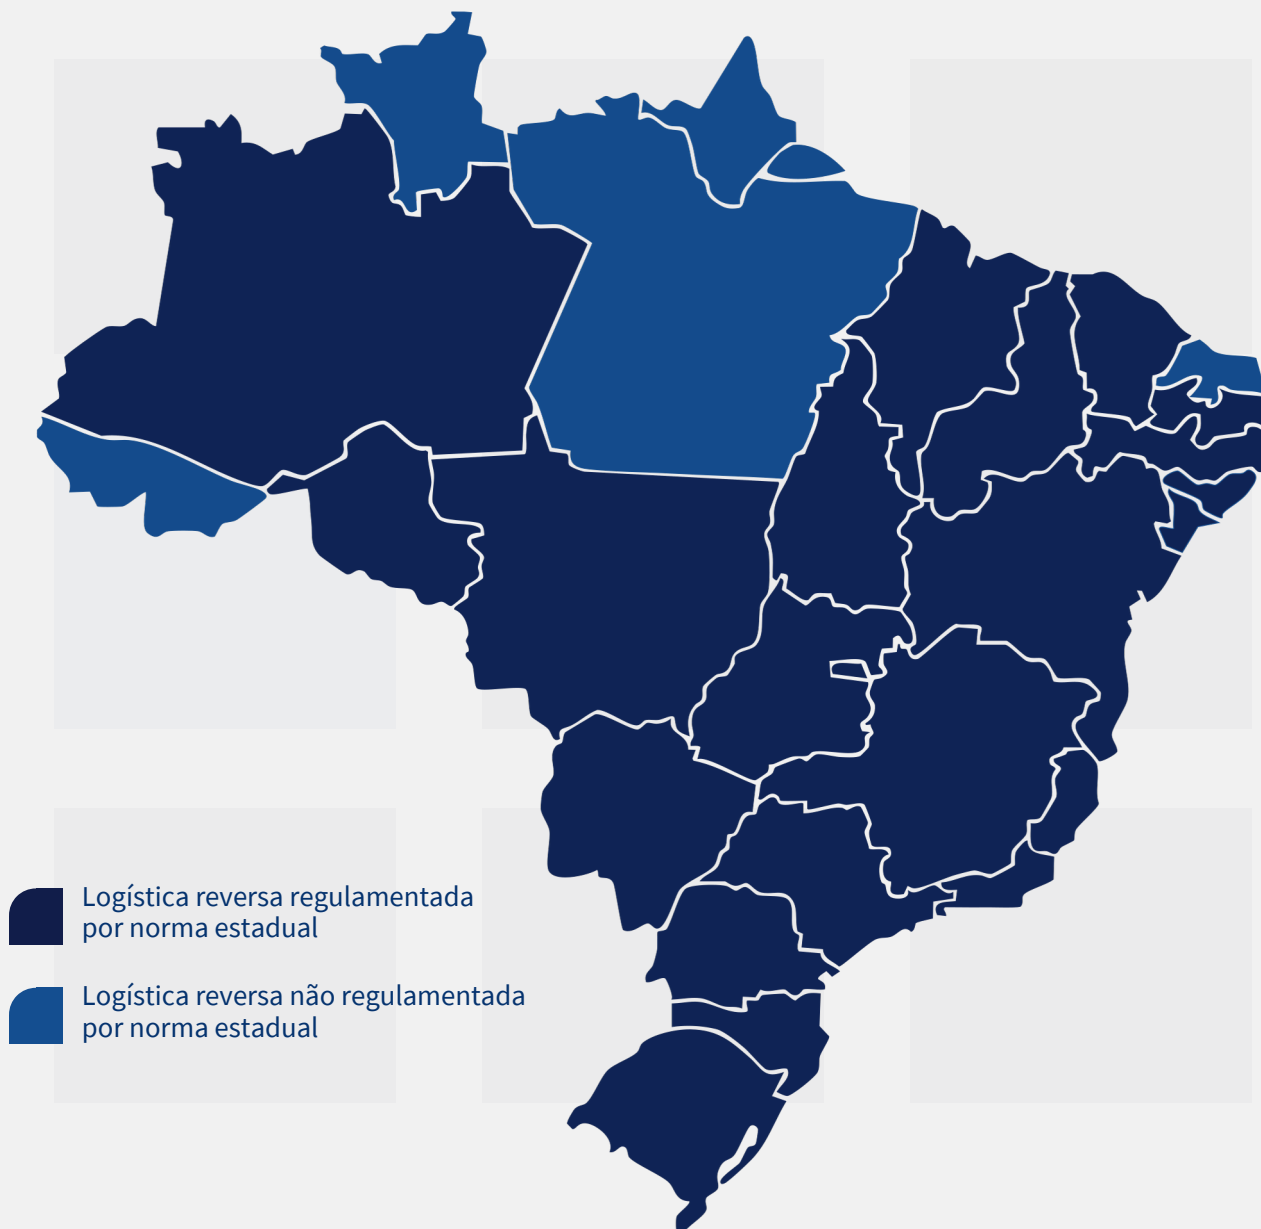 Logística reversa regulamentada
por norma estadual
Logística reversa não regulamentada
por norma estadual